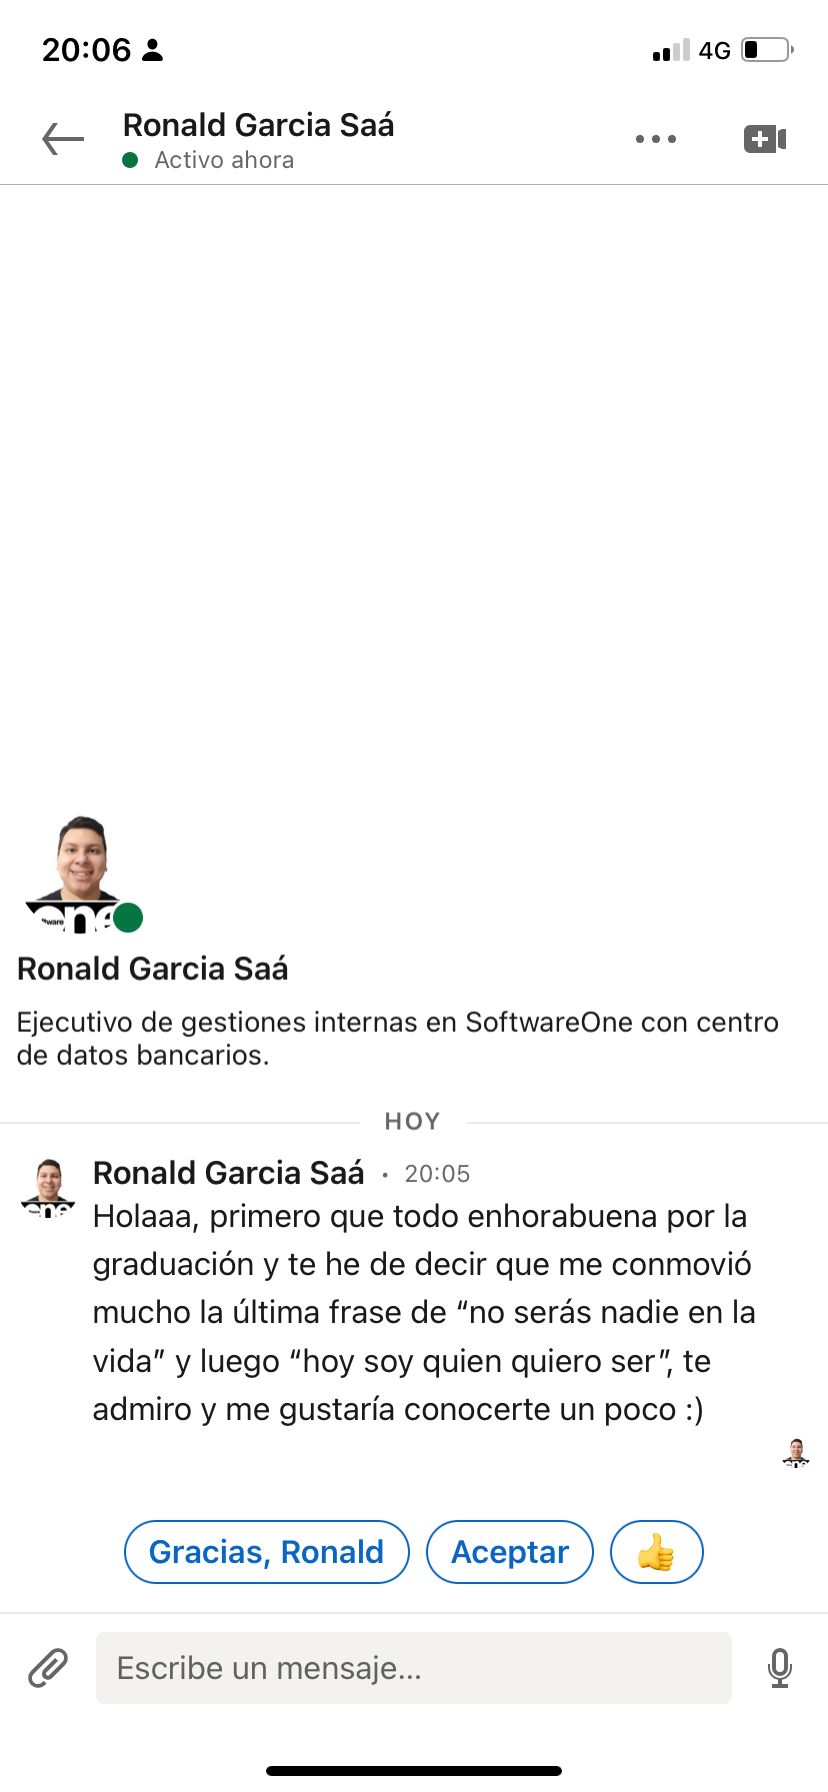 20:06
4G
Ronald Garcia Saá
Activo ahora
ware
one
Ronald Garcia Saá
Ejecutivo de gestiones internas en SoftwareOne con centro
de datos bancarios.
HOY
Ronald Garcia Saá • 20:05
Holaaa, primero que todo enhorabuena por la
graduación y te he de decir que me conmovió
mucho la última frase de “no serás nadie en la
vida” y luego “hoy soy quien quiero ser”, te
admiro y me gustaría conocerte un poco :)
Gracias, Ronald
Aceptar
👍
Escribe un mensaje...